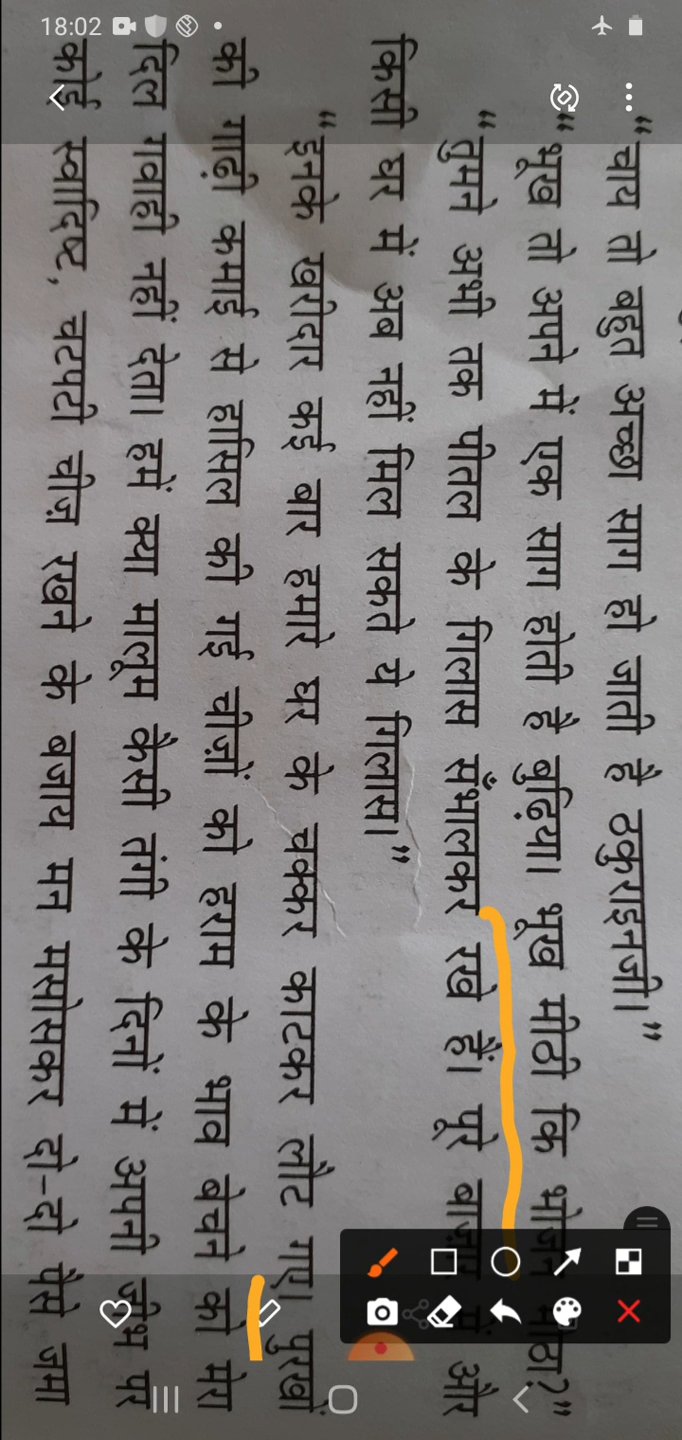 18:02
“चाय तो बहुत अच्छा साग हो जाती है ठकुराइनजी।”
“भूख तो अपने में एक साग होती है बुढ़िया। भूख मीठी कि भोजन मीठा?”
“तुमने अभी तक पीतल के गिलास सँभालकर रखे हैं। पूरे बाज़ार में और
किसी घर में अब नहीं मिल सकते ये गिलास।”
“इनके खरीदार कई बार हमारे घर के चक्कर काटकर लौट गए। पुरखों
की गाढ़ी कमाई से हासिल की गई चीज़ों को हराम के भाव बेचने को मेरा
दिल गवाही नहीं देता। हमें क्या मालूम कैसी तंगी के दिनों में अपनी जीभ पर
कोई स्वादिष्ट, चटपटी चीज़ रखने के बजाय मन मसोसकर दो-दो पैसे जमा